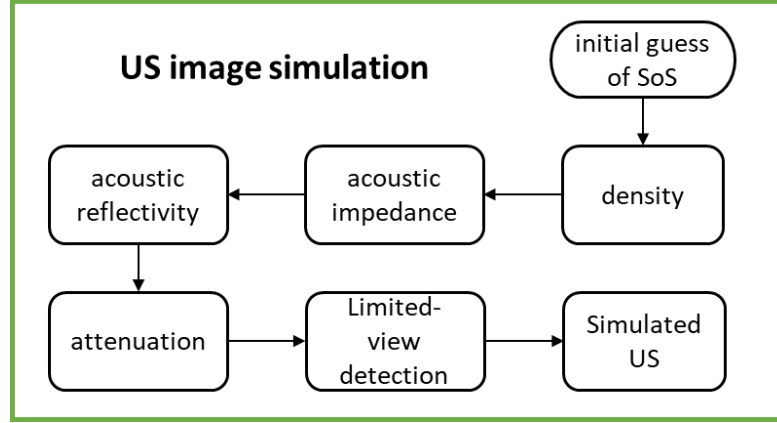 US image simulation
initial guess
of SoS
density
acoustic
impedance
acoustic
reflectivity
attenuation
Limited-
view
detection
Simulated
US